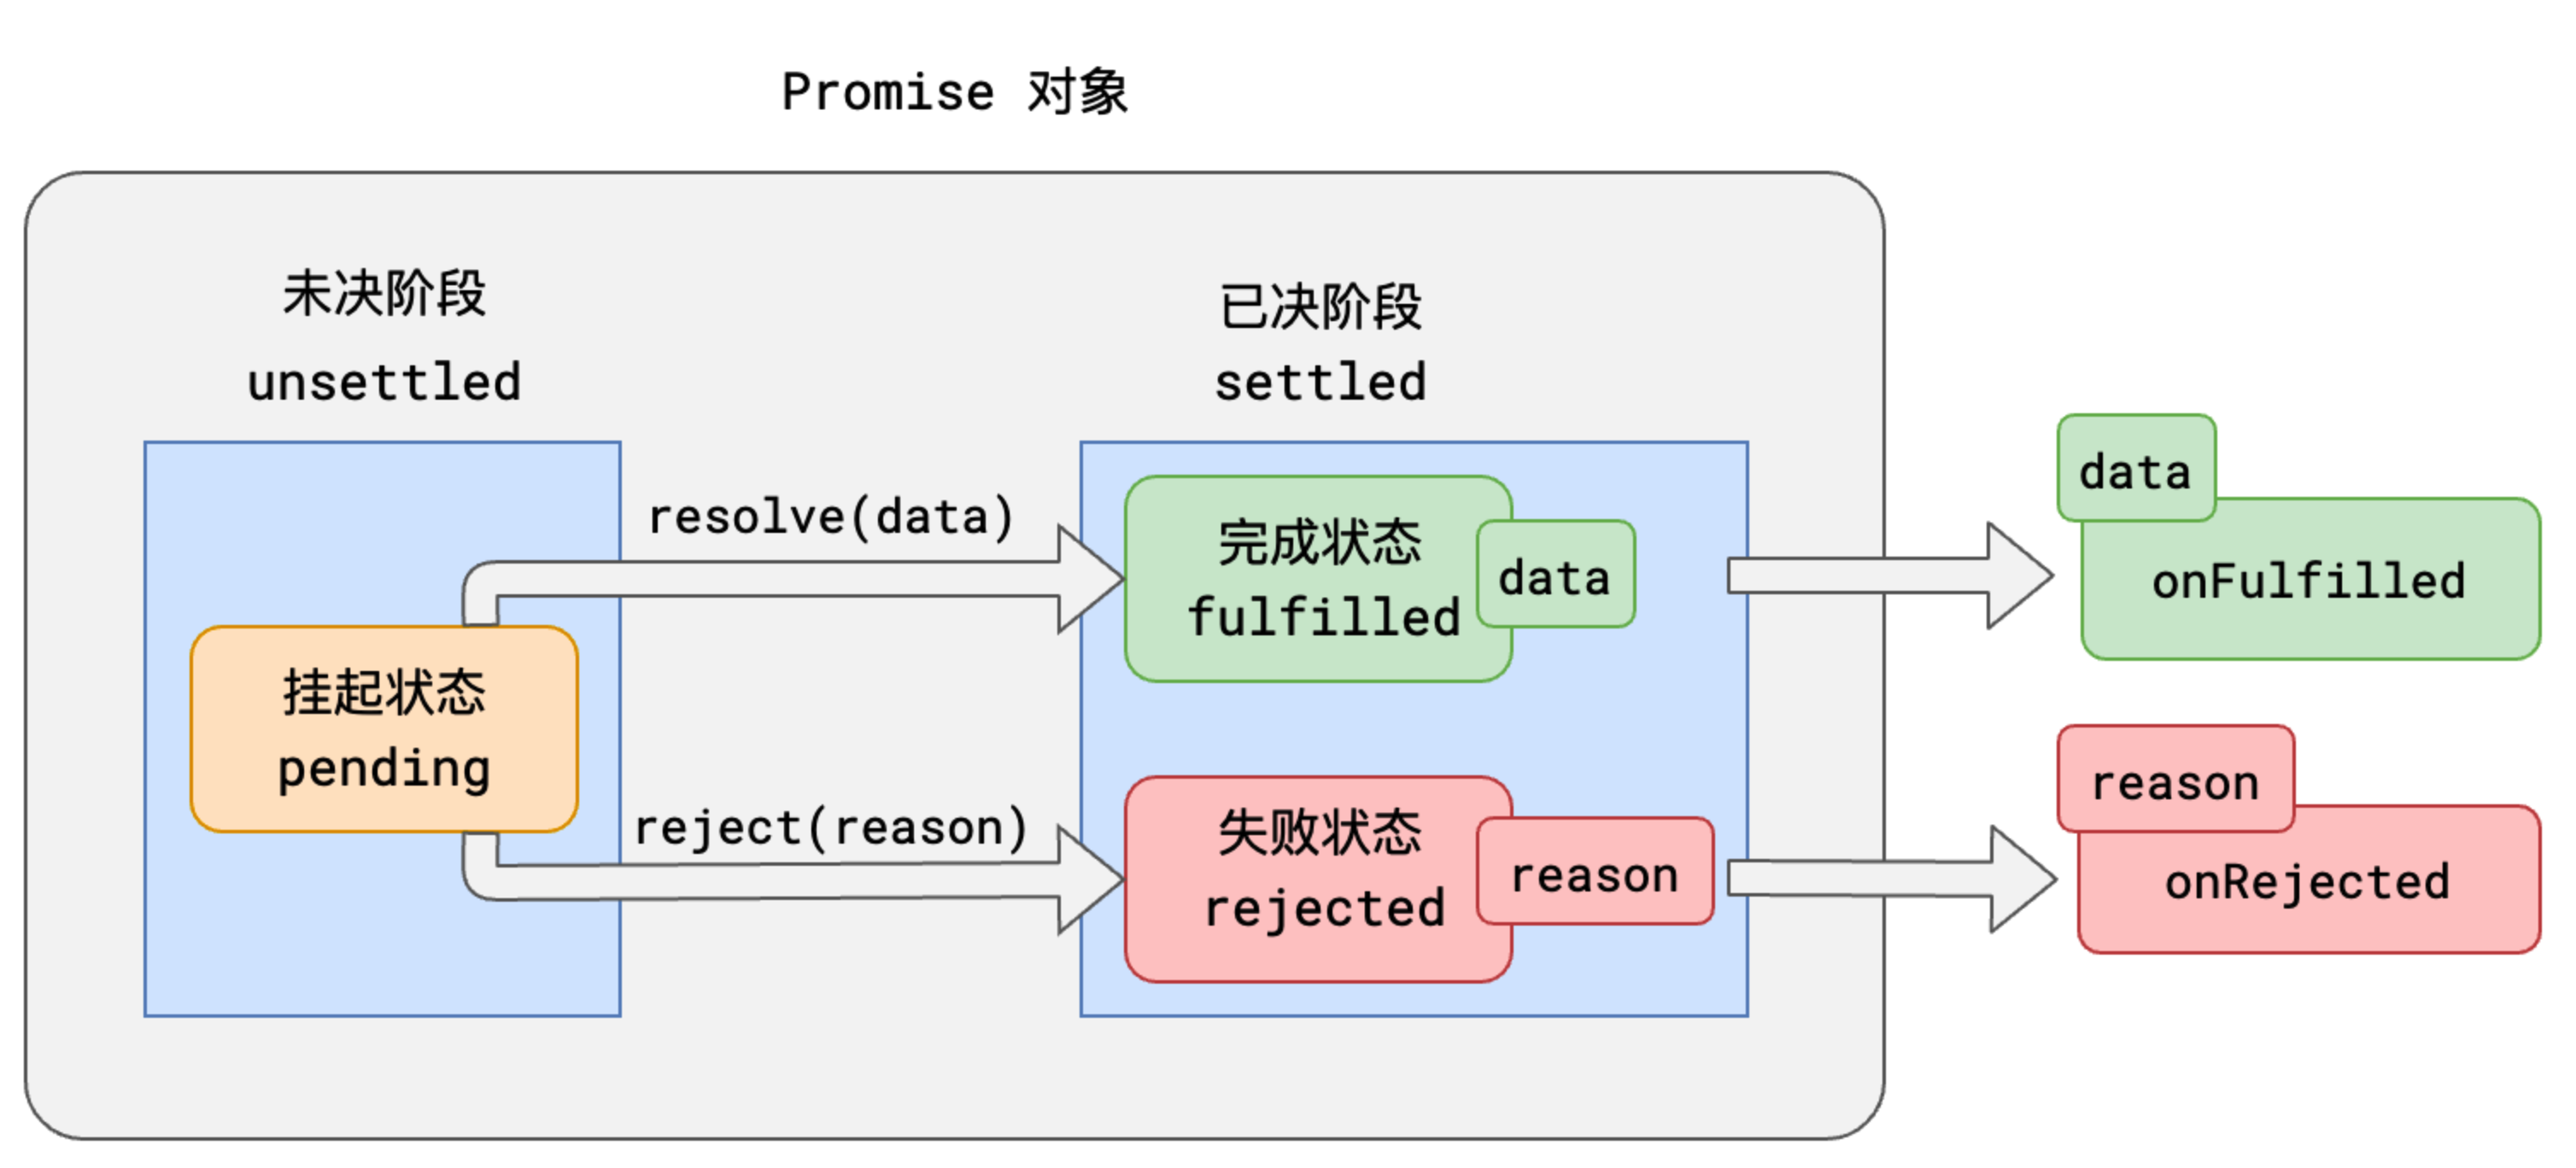 Promise 对象
未决阶段
unsettled
已决阶段
settled
挂起状态
pending
resolve(data)
reject(reason)
完成状态
fulfilled
data
失败状态
rejected
reason
data
onFulfilled
reason
onRejected